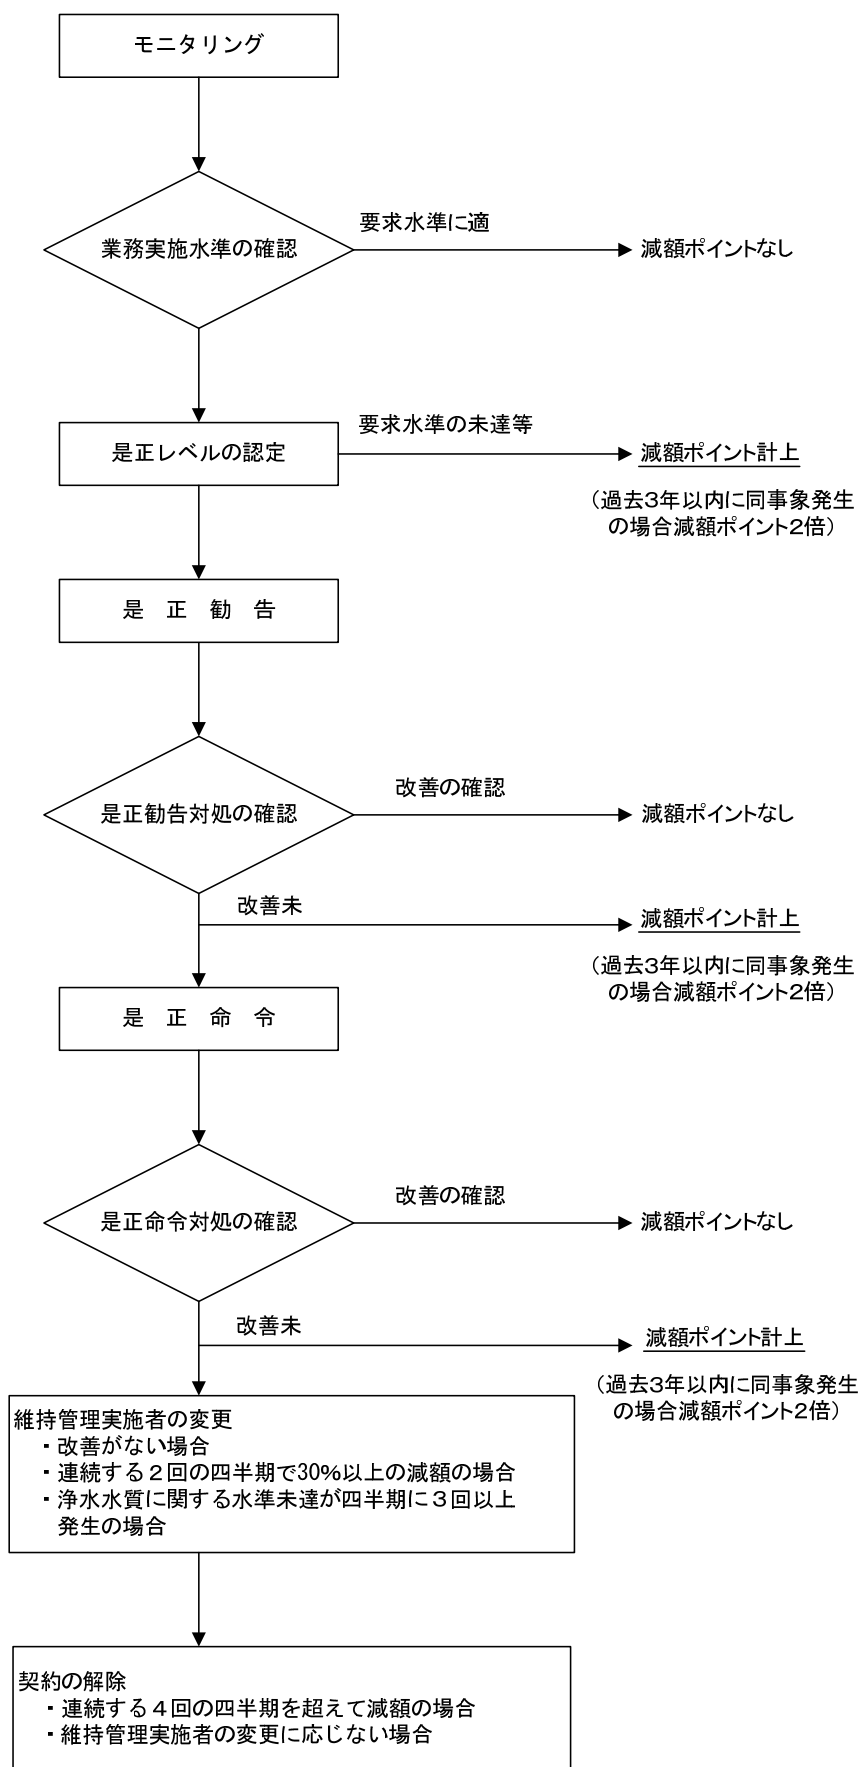 モニタリング
要求水準に適
業務実施水準の確認
減額ポイントなし
要求水準の未達等
是正レベルの認定
減額ポイント計上
（過去3年以内に同事象発生
の場合減額ポイント2倍）
是　正　勧　告
改善の確認
是正勧告対処の確認
減額ポイントなし
改善未
減額ポイント計上
（過去3年以内に同事象発生
の場合減額ポイント2倍）
是　正　命　令
改善の確認
是正命令対処の確認
減額ポイントなし
改善未
減額ポイント計上
（過去3年以内に同事象発生
の場合減額ポイント2倍）
維持管理実施者の変更
・改善がない場合
・連続する２回の四半期で30％以上の減額の場合
・浄水水質に関する水準未達が四半期に３回以上
発生の場合
契約の解除
・連続する４回の四半期を超えて減額の場合
・維持管理実施者の変更に応じない場合